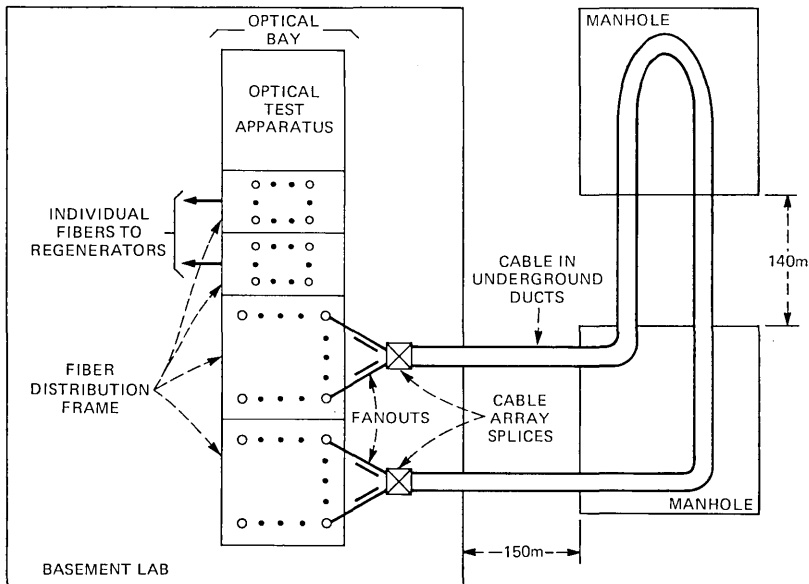 OPTICAL
BAY
OPTICAL
TEST
APPARATUS
INDIVIDUAL
FIBERS TO
REGENERATORS
FIBER
DISTRIBUTION
FRAME
FANOUTS
CABLE
ARRAY
SPLICES
CABLE IN
UNDERGROUND
DUCTS
MANHOLE
140m
MANHOLE
150m
BASEMENT LAB